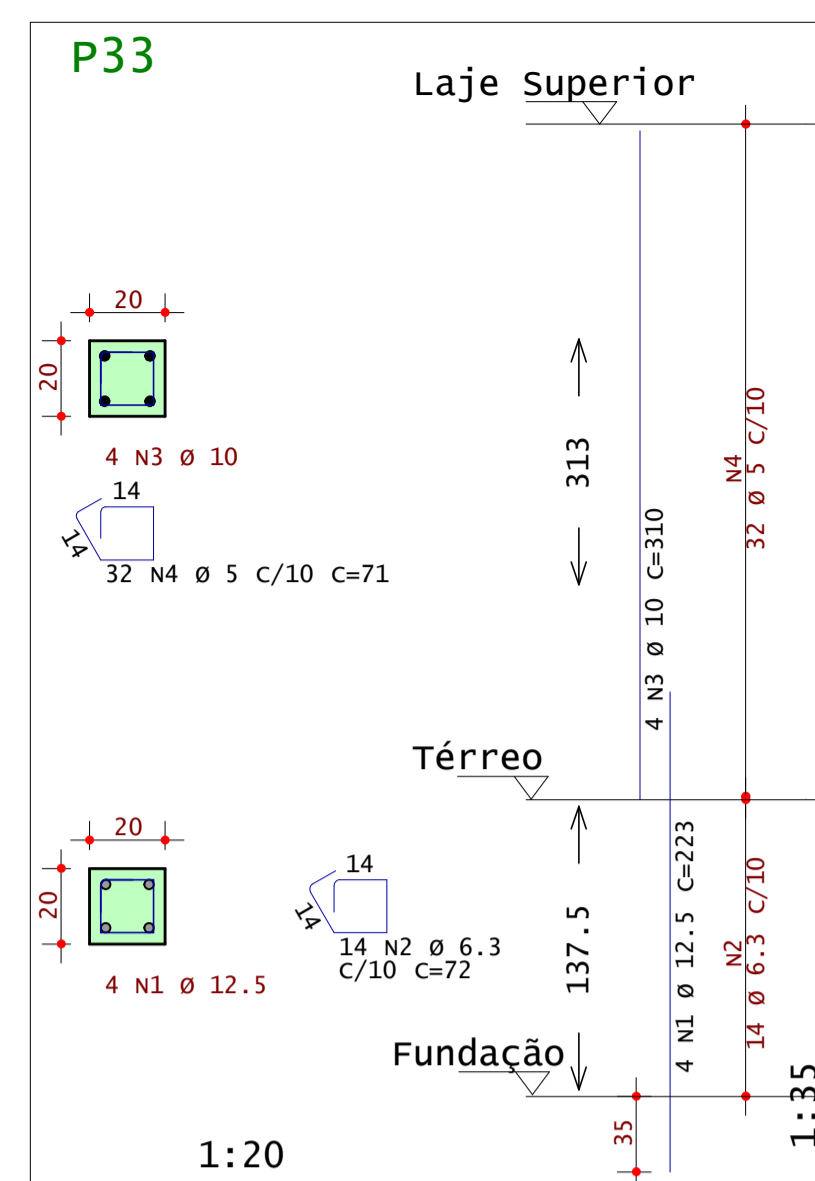 P33
Laje Superior
20
20
4 N3 Ø 10
14
14
32 N4 Ø 5 C/10 C=71
313
4 N3 Ø 10 C=310
N4
32 Ø 5 C/10
Térreo
20
20
4 N1 Ø 12.5
14
14
14 N2 Ø 6.3
C/10 C=72
137.5
4 N1 Ø 12.5 C=223
N2
14 Ø 6.3 C/10
Fundação
35
1:20
1:35